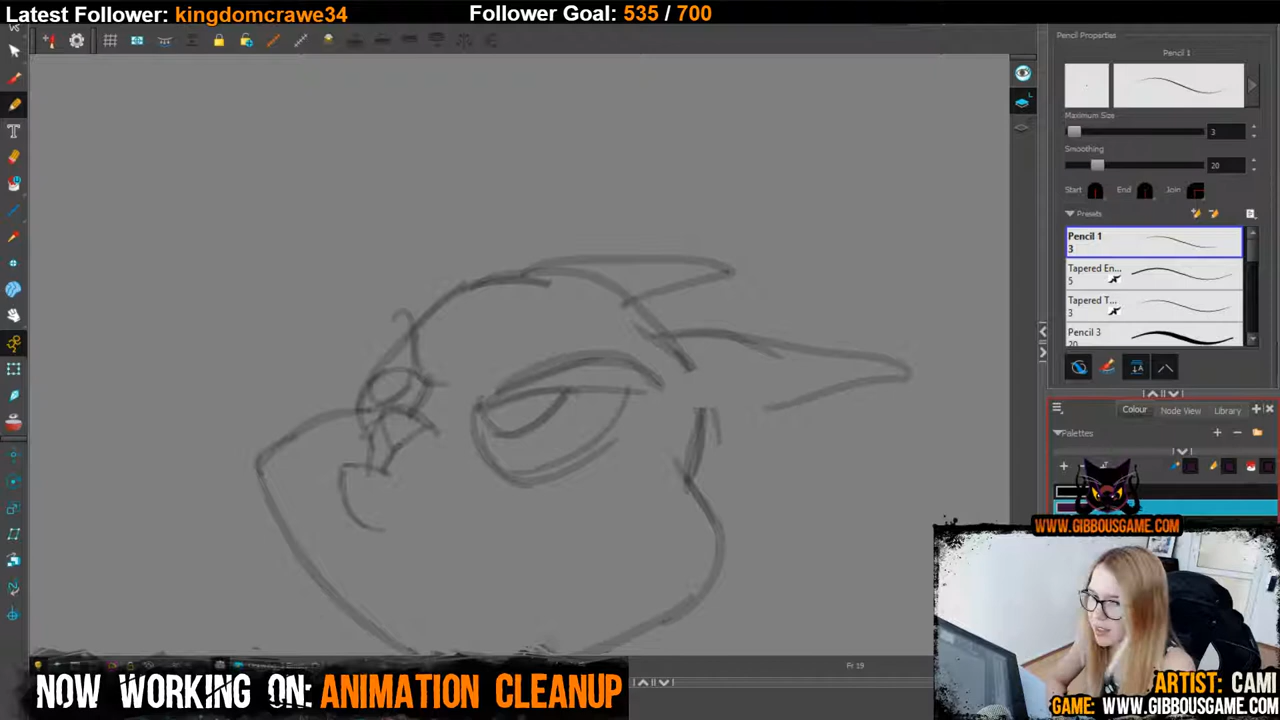 Latest Follower: kingdomcrawe34
Follower Goal: 535 / 700
Pencil Properties
Pencil 1
Maximum Size
3
Smoothing
20
Start
End
Join
Presets
Pencil 1
3
Tapered En...
5
Tapered T...
3
Pencil 3
20
Colour
Node View
Library
Palettes
WWW.GIBBOUSGAME.COM
Fr 19
NOW WORKING ON: ANIMATION CLEANUP
ARTIST: CAMI
GAME: WWW.GIBBOUSGAME.COM